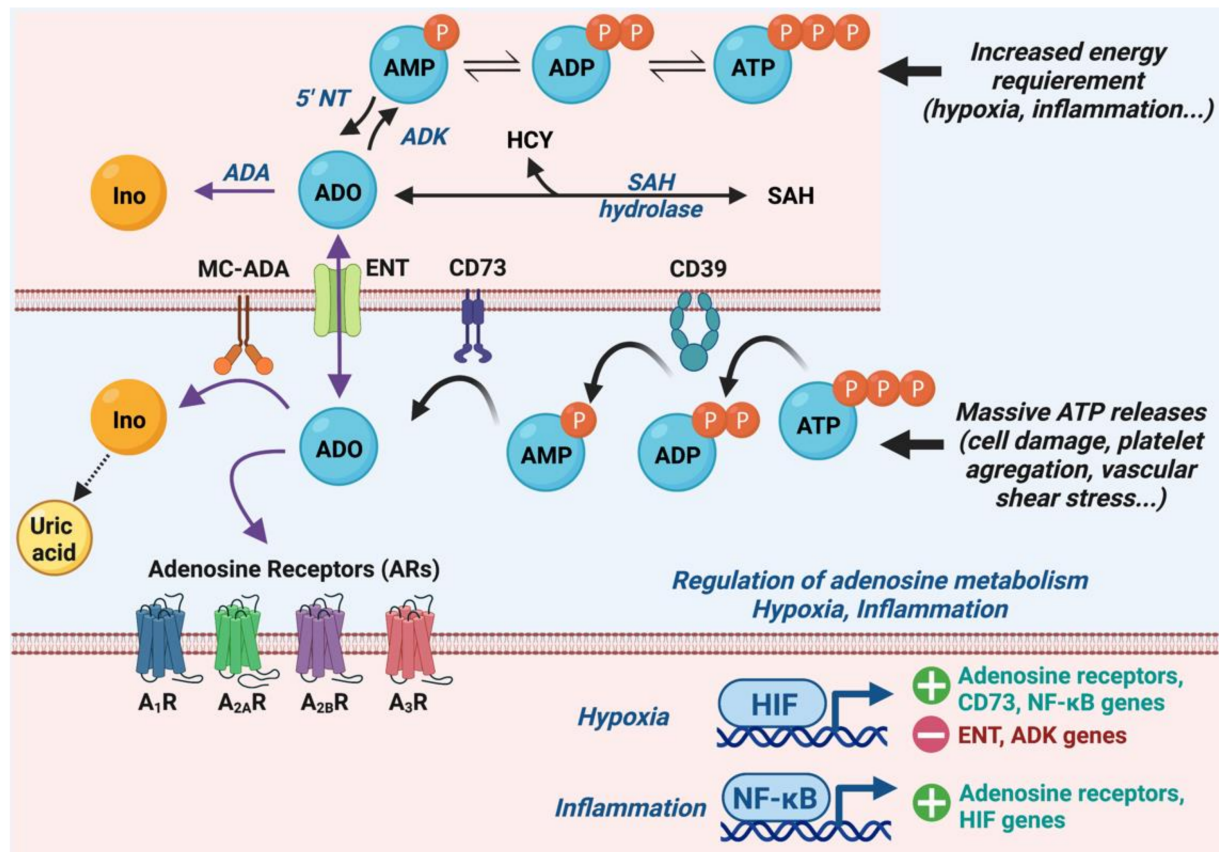 P
P P
P P P
AMP
ADP
ATP
Increased energy
requierement
(hypoxia, inflammation...)
5' NT
ADK
HCY
ADA
Ino
ADO
SAH
hydrolase
SAH
MC-ADA
ENT
CD73
CD39
Ino
ADO
P
AMP
P P
ADP
P P P
ATP
Massive ATP releases
(cell damage, platelet
agregation, vascular
shear stress...)
Uric
acid
Adenosine Receptors (ARs)
A₁R
A₂AR
A₂BR
A₃R
Regulation of adenosine metabolism
Hypoxia, Inflammation
Hypoxia
HIF
+
Adenosine receptors,
CD73, NF-κB genes
−
ENT, ADK genes
Inflammation
NF-κB
+
Adenosine receptors,
HIF genes